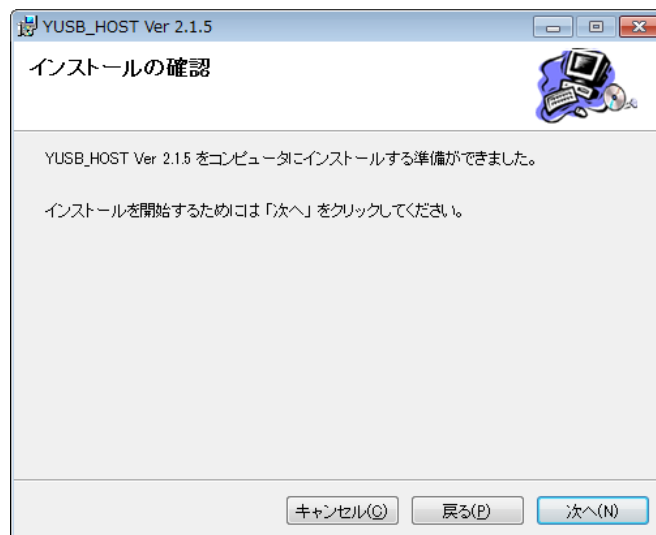 YUSB_HOST Ver 2.1.5
インストールの確認
YUSB_HOST Ver 2.1.5 をコンピュータにインストールする準備ができました。
インストールを開始するためには「次へ」をクリックしてください。
キャンセル(C) 戻る(P) 次へ(N)